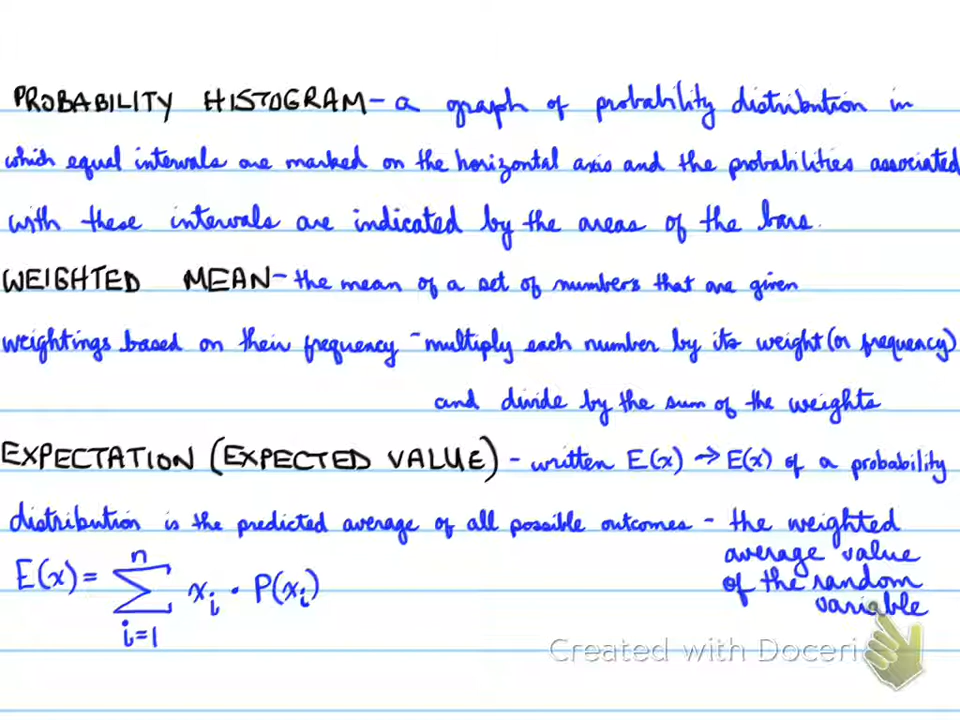 PROBABILITY HISTOGRAM - a graph of probability distribution in
which equal intervals are marked on the horizontal axis and the probabilities associated
with these intervals are indicated by the areas of the bars.
WEIGHTED MEAN - the mean of a set of numbers that are given
weightings based on their frequency - multiply each number by its weight (or frequency)
and divide by the sum of the weights
EXPECTATION (EXPECTED VALUE) - written E(x) → E(x) of a probability
distribution is the predicted average of all possible outcomes - the weighted
average value
of the random
variable
E(x) = n ∑ i=1 xi · P(xi)
Created with Doceri